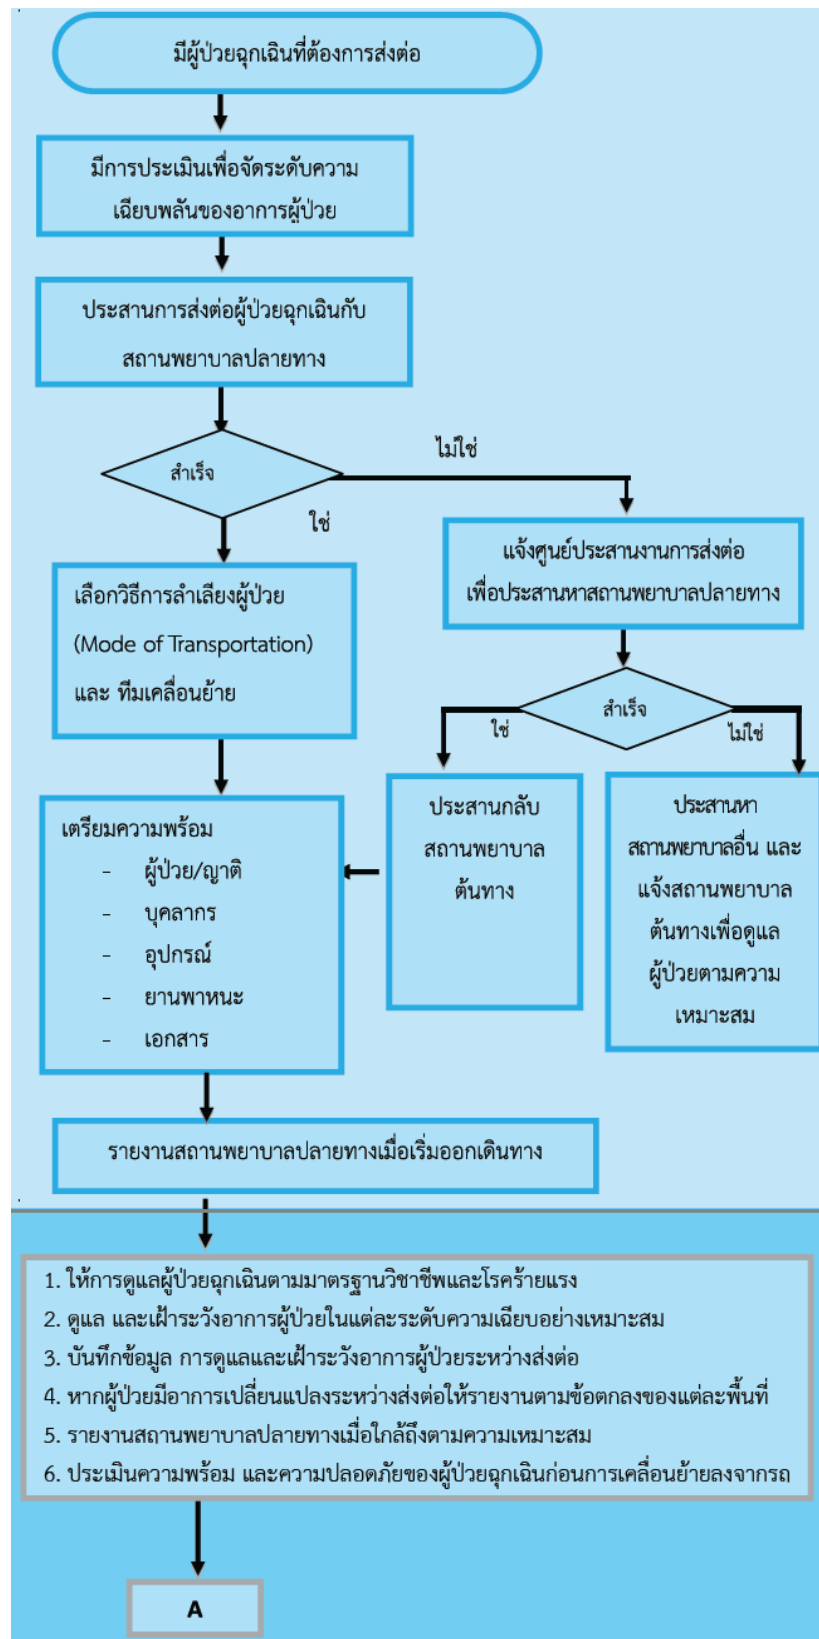 มีผู้ป่วยฉุกเฉินที่ต้องการส่งต่อ
มีการประเมินเพื่อจัดระดับความ
เฉียบพลันของอาการผู้ป่วย
ประสานการส่งต่อผู้ป่วยฉุกเฉินกับ
สถานพยาบาลปลายทาง
สำเร็จ
ไม่ใช่
ใช่
แจ้งศูนย์ประสานงานการส่งต่อ
เพื่อประสานหาสถานพยาบาลปลายทาง
เลือกวิธีการลำเลียงผู้ป่วย
(Mode of Transportation)
และ ทีมเคลื่อนย้าย
สำเร็จ
ใช่
ไม่ใช่
ประสานกลับ
สถานพยาบาล
ต้นทาง
ประสานหา
สถานพยาบาลอื่น และ
แจ้งสถานพยาบาล
ต้นทางเพื่อดูแล
ผู้ป่วยตามความ
เหมาะสม
เตรียมความพร้อม
- ผู้ป่วย/ญาติ
- บุคลากร
- อุปกรณ์
- ยานพาหนะ
- เอกสาร
รายงานสถานพยาบาลปลายทางเมื่อเริ่มออกเดินทาง
1. ให้การดูแลผู้ป่วยฉุกเฉินตามมาตรฐานวิชาชีพและโรคร้ายแรง
2. ดูแล และเฝ้าระวังอาการผู้ป่วยในแต่ละระดับความเฉียบอย่างเหมาะสม
3. บันทึกข้อมูล การดูแลและเฝ้าระวังอาการผู้ป่วยระหว่างส่งต่อ
4. หากผู้ป่วยมีอาการเปลี่ยนแปลงระหว่างส่งต่อให้รายงานตามข้อตกลงของแต่ละพื้นที่
5. รายงานสถานพยาบาลปลายทางเมื่อใกล้ถึงตามความเหมาะสม
6. ประเมินความพร้อม และความปลอดภัยของผู้ป่วยฉุกเฉินก่อนการเคลื่อนย้ายลงจากรถ
A